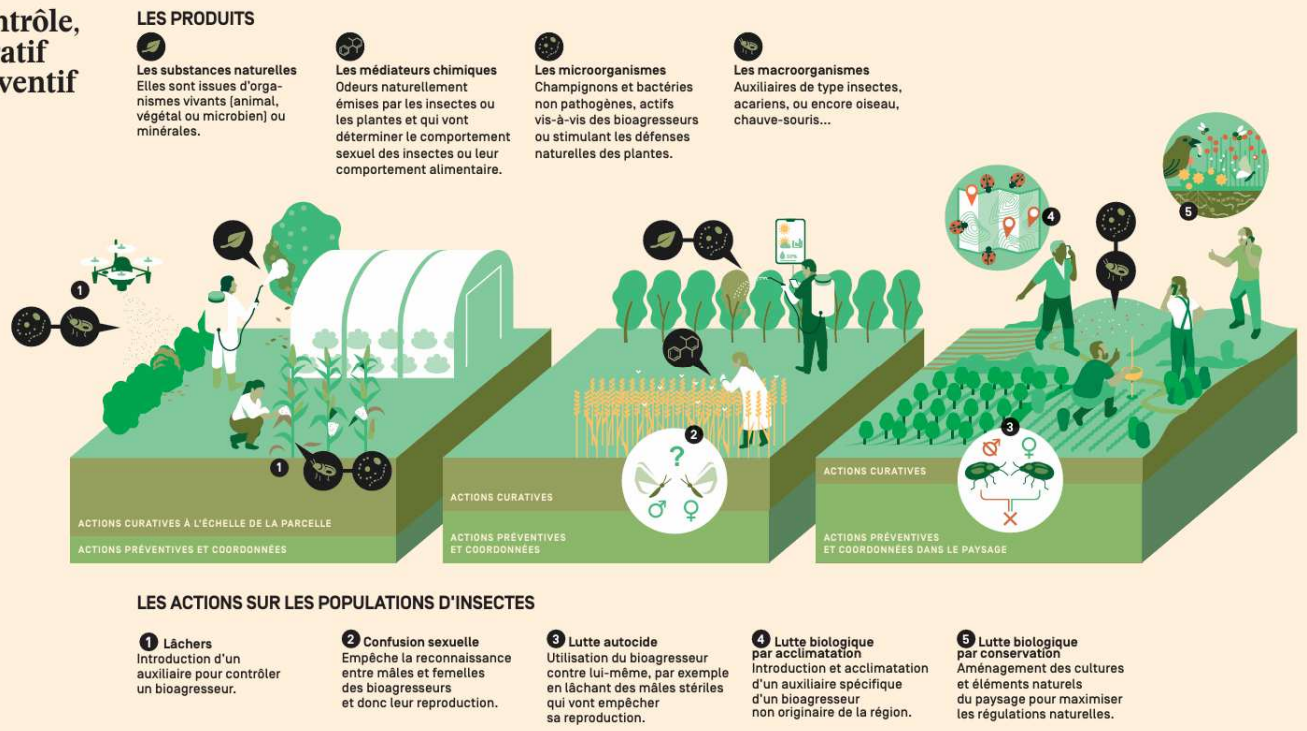 ntrôle,
ratif
ventif
LES PRODUITS
Les substances naturelles
Elles sont issues d'orga-
nismes vivants (animal,
végétal ou microbien) ou
minérales.
Les médiateurs chimiques
Odeurs naturellement
émises par les insectes ou
les plantes et qui vont
déterminer le comportement
sexuel des insectes ou leur
comportement alimentaire.
Les microorganismes
Champignons et bactéries
non pathogènes, actifs
vis-à-vis des bioagresseurs
ou stimulant les défenses
naturelles des plantes.
Les macroorganismes
Auxiliaires de type insectes,
acariens, ou encore oiseau,
chauve-souris...
1
1
ACTIONS CURATIVES À L'ÉCHELLE DE LA PARCELLE
ACTIONS PRÉVENTIVES ET COORDONNÉES
2
?
♂ ♀
ACTIONS CURATIVES
ACTIONS PRÉVENTIVES
ET COORDONNÉES
4
5
3
♂ ♀
ACTIONS CURATIVES
ACTIONS PRÉVENTIVES
ET COORDONNÉES DANS LE PAYSAGE
LES ACTIONS SUR LES POPULATIONS D'INSECTES
1 Lâchers
Introduction d'un
auxiliaire pour contrôler
un bioagresseur.
2 Confusion sexuelle
Empêche la reconnaissance
entre mâles et femelles
des bioagresseurs
et donc leur reproduction.
3 Lutte autocide
Utilisation du bioagresseur
contre lui-même, par exemple
en lâchant des mâles stériles
qui vont empêcher
sa reproduction.
4 Lutte biologique
par acclimatation
Introduction et acclimatation
d'un auxiliaire spécifique
d'un bioagresseur
non originaire de la région.
5 Lutte biologique
par conservation
Aménagement des cultures
et éléments naturels
du paysage pour maximiser
les régulations naturelles.